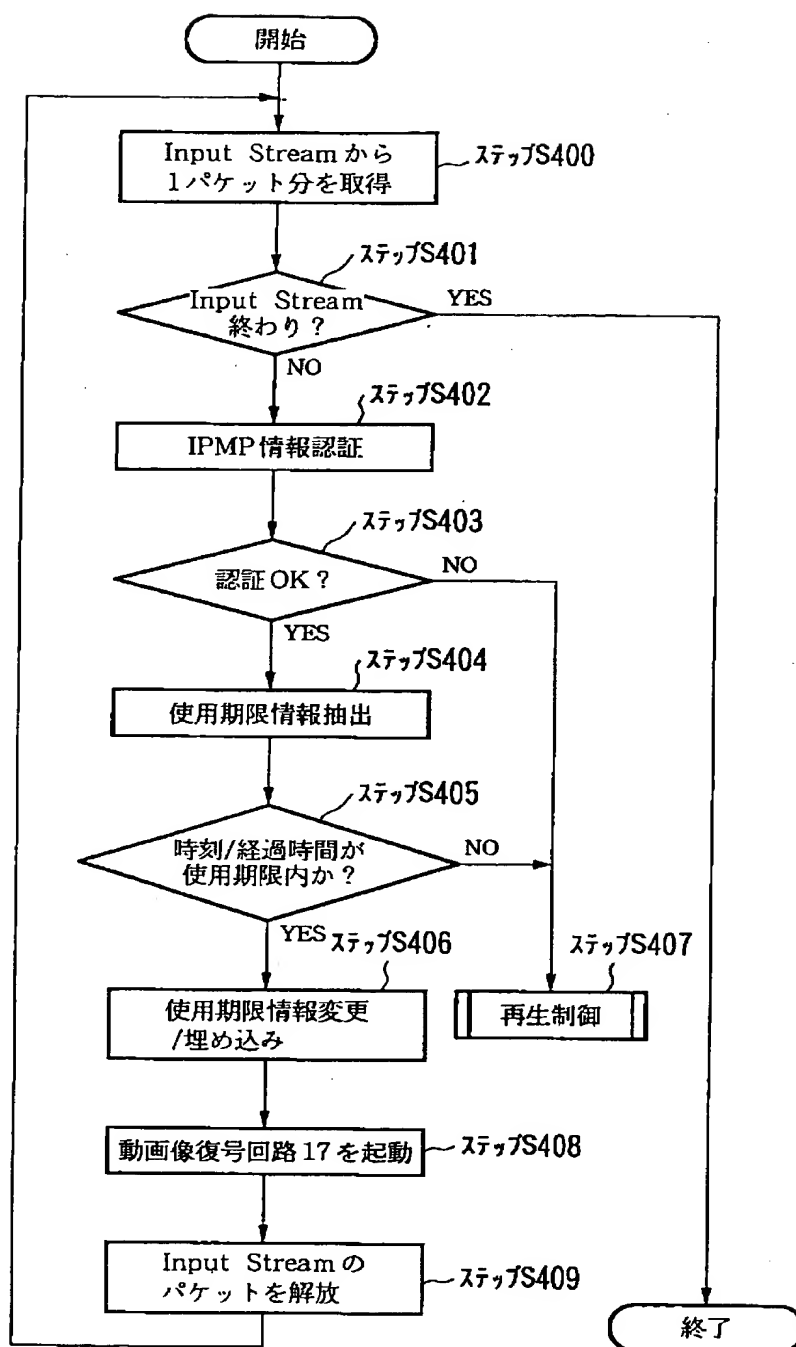 開始
Input Streamから
1パケット分を取得
ステップS400
ステップS401
Input Stream
終わり?
YES
NO
ステップS402
IPMP情報認証
ステップS403
認証OK?
NO
YES
ステップS404
使用期限情報抽出
ステップS405
時刻/経過時間が
使用期限内か?
NO
YES
ステップS406
ステップS407
使用期限情報変更
/埋め込み
再生制御
動画像復号回路17を起動
ステップS408
Input Streamの
パケットを解放
ステップS409
終了